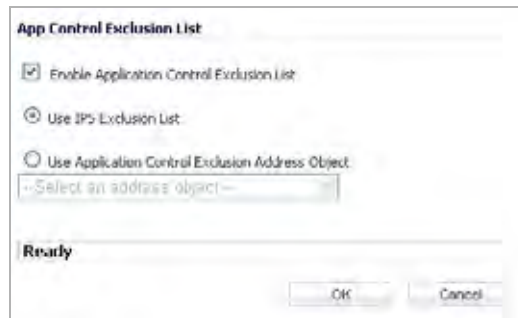 App Control Exclusion List
Enable Application Control Exclusion List
Use IPS Exclusion List
Use Application Control Exclusion Address Object
--Select an address object--
Ready
OK
Cancel